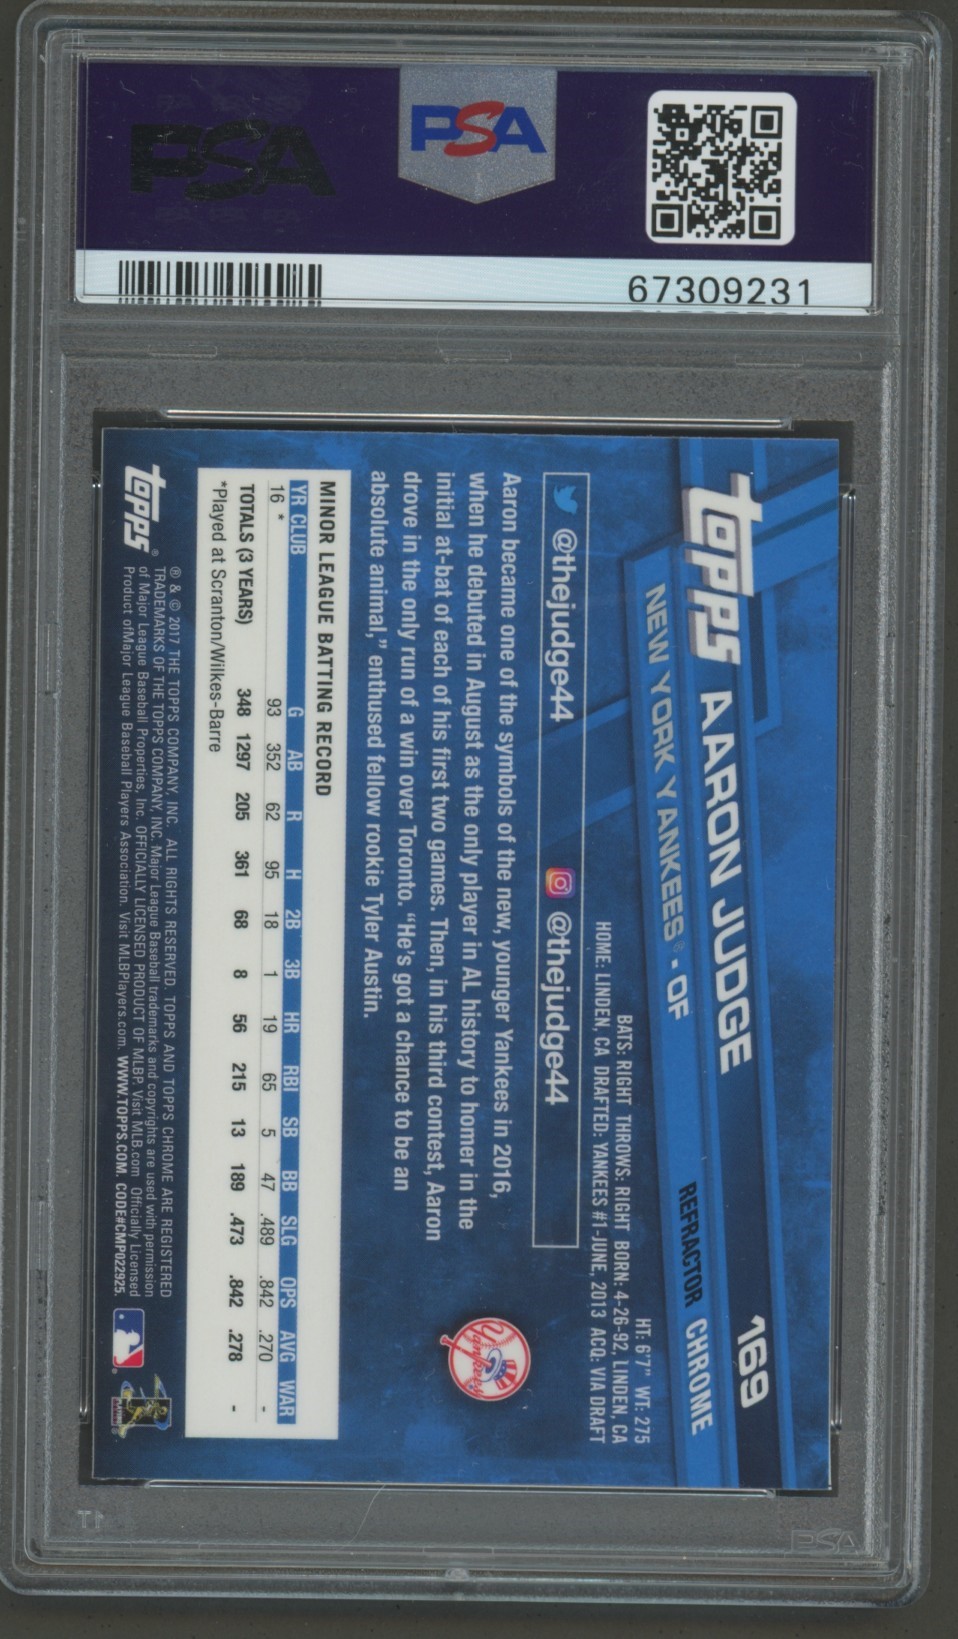 PSA
PSA
67309231
topps AARON JUDGE 169
NEW YORK YANKEES® • OF REFRACTOR CHROME
HT: 6'7" WT: 275
BATS: RIGHT THROWS: RIGHT BORN: 4-26-92, LINDEN, CA
HOME: LINDEN, CA DRAFTED: YANKEES #1-JUNE, 2013 ACQ: VIA DRAFT
@thejudge44 @thejudge44
Aaron became one of the symbols of the new, younger Yankees in 2016,
when he debuted in August as the only player in AL history to homer in the
initial at-bat of each of his first two games. Then, in his third contest, Aaron
drove in the only run of a win over Toronto. “He’s got a chance to be an
absolute animal,” enthused fellow rookie Tyler Austin.
Yankees
MINOR LEAGUE BATTING RECORD
YR CLUB G AB R H 2B 3B HR RBI SB BB SLG OPS AVG WAR
16 * 93 352 62 95 18 1 19 65 5 47 .489 .842 .270 -
TOTALS (3 YEARS) 348 1297 205 361 68 8 56 215 13 189 .473 .842 .278 -
*Played at Scranton/Wilkes-Barre
topps®
® & © 2017 THE TOPPS COMPANY, INC. ALL RIGHTS RESERVED. TOPPS AND TOPPS CHROME ARE REGISTERED
TRADEMARKS OF THE TOPPS COMPANY, INC. Major League Baseball trademarks and copyrights are used with permission
of Major League Baseball Properties, Inc. OFFICIALLY LICENSED PRODUCT OF MLBP. Visit MLB.com Officially Licensed
Product of Major League Baseball Players Association. Visit MLBPlayers.com. WWW.TOPPS.COM. CODE#CMP022925.
PSA